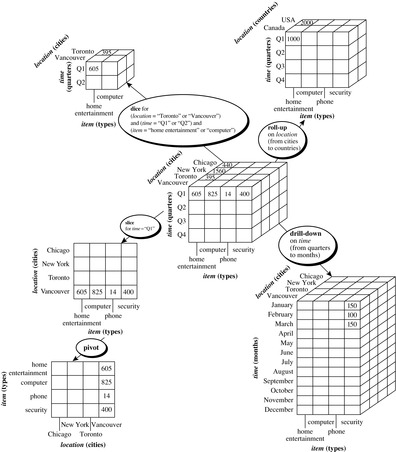 location (cities)
Toronto 395
Vancouver
time (quarters)
Q1 605
Q2
computer
home entertainment
item (types)
location (countries)
USA 2000
Canada
time (quarters)
Q1 1000
Q2
Q3
Q4
computer security
home phone
entertainment
item (types)
dice for
(location = "Toronto" or "Vancouver")
and (time = "Q1" or "Q2") and
(item = "home entertainment" or "computer")
roll-up
on location
(from cities
to countries)
location (cities)
Chicago 440
New York 1560
Toronto 395
Vancouver
time (quarters)
Q1 605 825 14 400
Q2
Q3
Q4
computer security
home phone
entertainment
item (types)
dice
for time = "Q1"
drill-down
on time
(from quarters
to months)
location (cities)
Chicago
New York
Toronto
Vancouver 605 825 14 400
computer security
home phone
entertainment
item (types)
pivot
item (types)
home
entertainment 605
computer 825
phone 14
security 400
New York Vancouver
Chicago Toronto
location (cities)
location (cities)
Chicago
New York
Toronto
Vancouver
time (months)
January 150
February 100
March 150
April
May
June
July
August
September
October
November
December
computer security
home phone
entertainment
item (types)